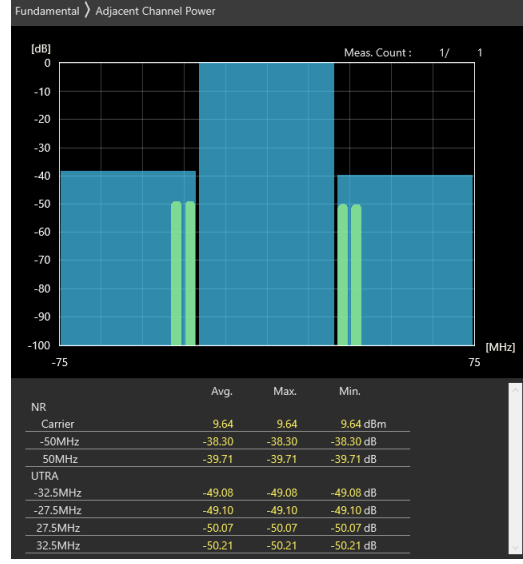 Fundamental 〉 Adjacent Channel Power
[dB]
Meas. Count : 1/ 1
0
-10
-20
-30
-40
-50
-60
-70
-80
-90
-100
[MHz]
-75 75
Avg. Max. Min.
NR
Carrier 9.64 9.64 9.64 dBm
-50MHz -38.30 -38.30 -38.30 dB
50MHz -39.71 -39.71 -39.71 dB
UTRA
-32.5MHz -49.08 -49.08 -49.08 dB
-27.5MHz -49.10 -49.10 -49.10 dB
27.5MHz -50.07 -50.07 -50.07 dB
32.5MHz -50.21 -50.21 -50.21 dB